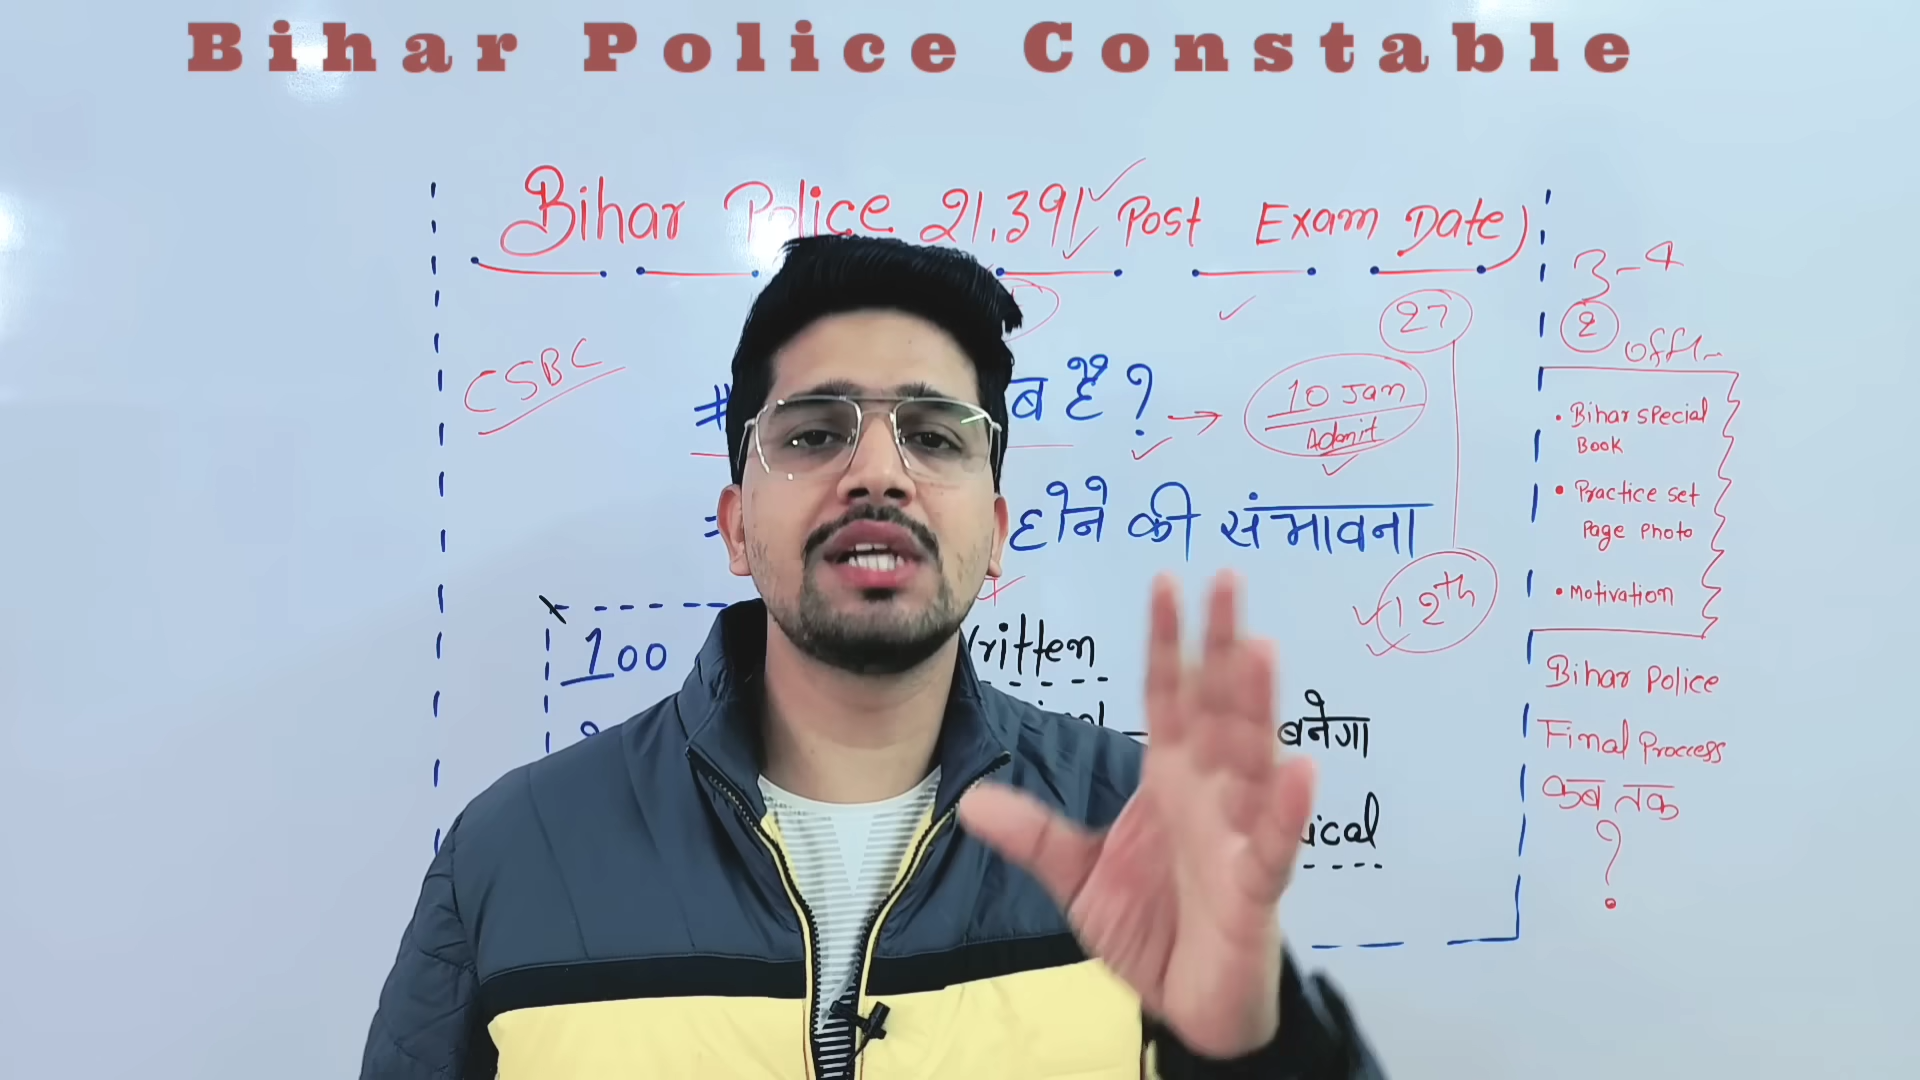 Bihar Police Constable
Bihar Police 21,391 Post Exam Date)
27
CSBC
# ब है ? → 10 Jan
Admit
होने की संभावना
12th
100 Written
बनेगा
ical
3-4
2 offl
• Bihar special
Book
• Practice set
Page Photo
• Motivation
Bihar Police
Final Proccess
कब तक
?